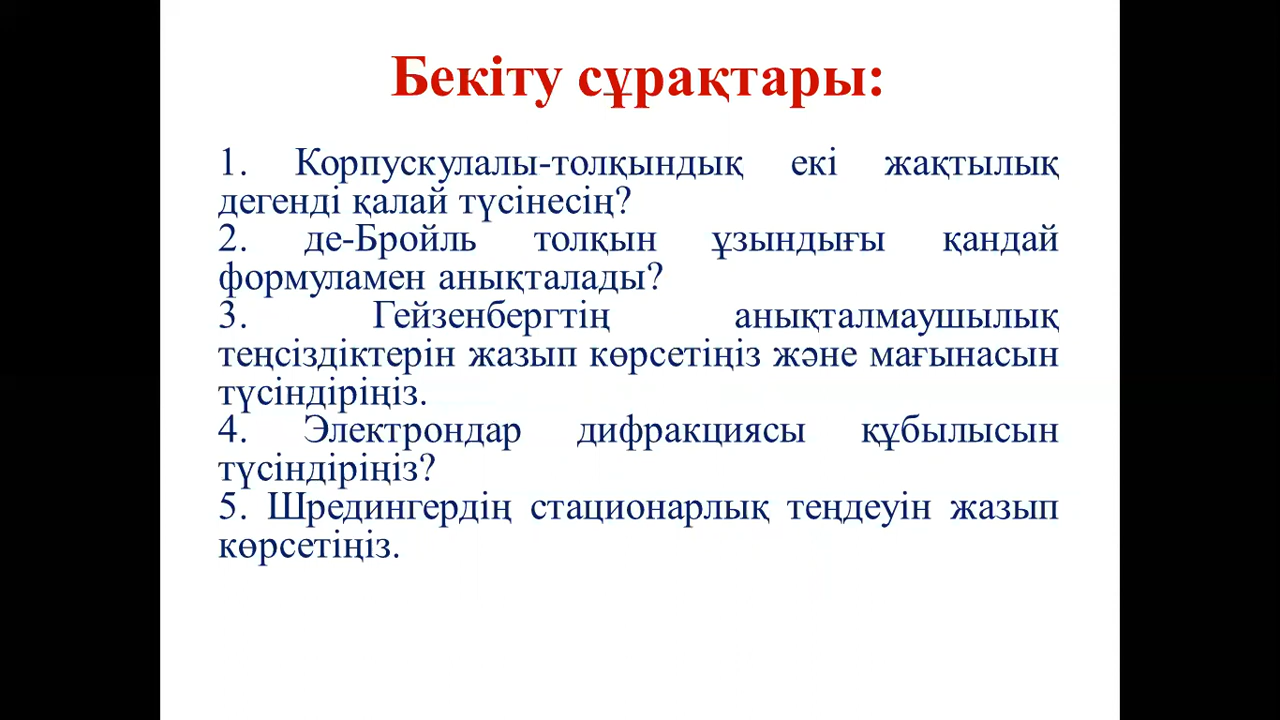 Бекіту сұрақтары:
1. Корпускулалы-толқындық екі жақтылық
дегенді қалай түсінесің?
2. де-Бройль толқын ұзындығы қандай
формуламен анықталады?
3. Гейзенбергтің анықталмаушылық
теңсіздіктерін жазып көрсетіңіз және мағынасын
түсіндіріңіз.
4. Электрондар дифракциясы құбылысын
түсіндіріңіз?
5. Шредингердің стационарлық теңдеуін жазып
көрсетіңіз.